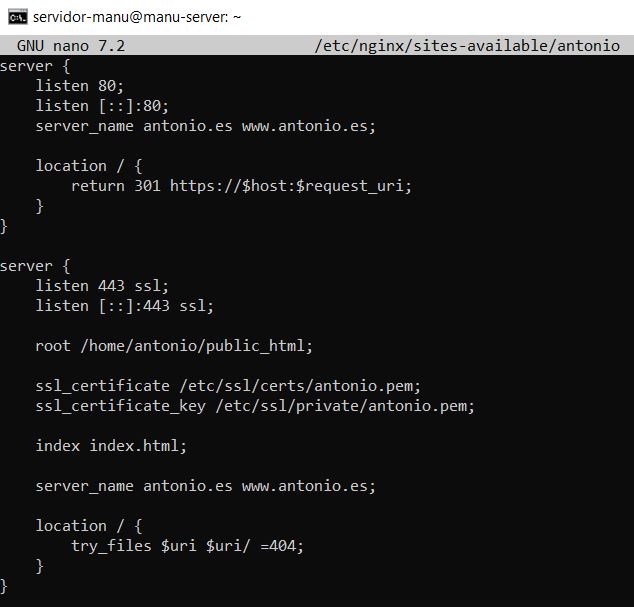 servidor-manu@manu-server: ~
GNU nano 7.2 /etc/nginx/sites-available/antonio
server {
    listen 80;
    listen [::]:80;
    server_name antonio.es www.antonio.es;

    location / {
        return 301 https://$host:$request_uri;
    }
}

server {
    listen 443 ssl;
    listen [::]:443 ssl;

    root /home/antonio/public_html;

    ssl_certificate /etc/ssl/certs/antonio.pem;
    ssl_certificate_key /etc/ssl/private/antonio.pem;

    index index.html;

    server_name antonio.es www.antonio.es;

    location / {
        try_files $uri $uri/ =404;
    }
}